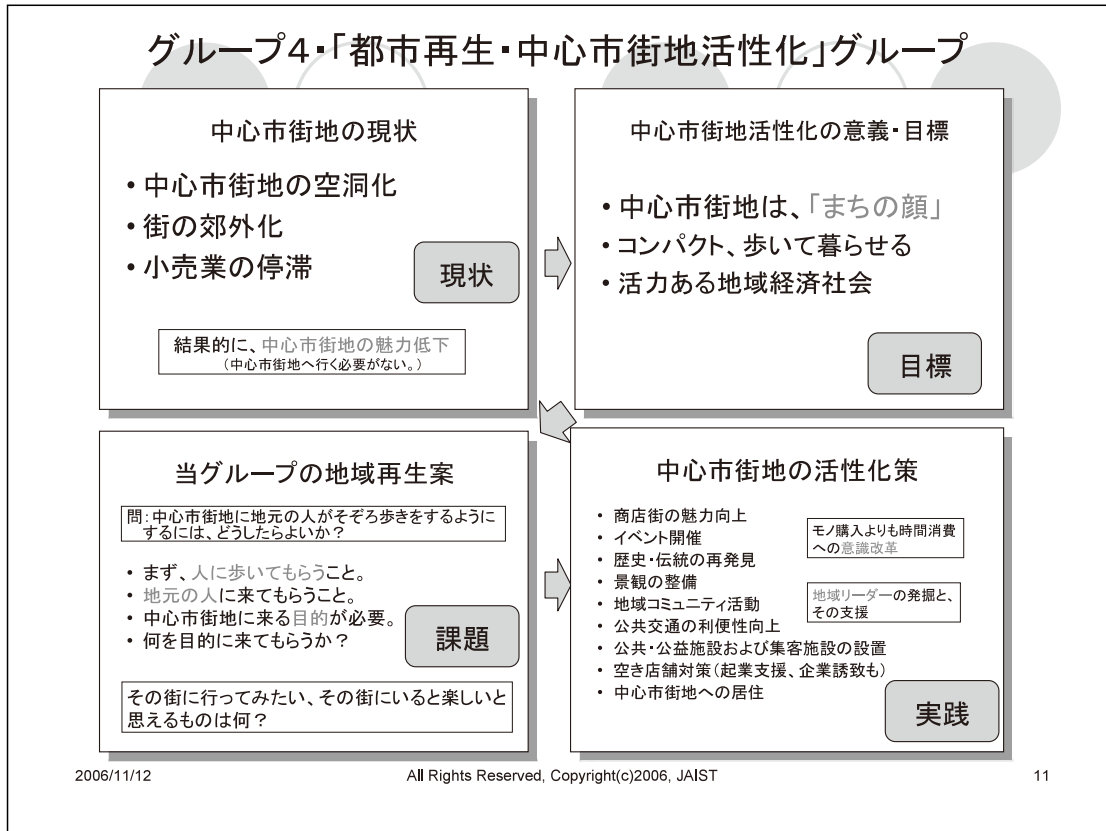 グループ4・「都市再生・中心市街地活性化」グループ
中心市街地の現状
・中心市街地の空洞化
・街の郊外化
・小売業の停滞
現状
結果的に、中心市街地の魅力低下
（中心市街地へ行く必要がない。）
中心市街地活性化の意義・目標
・中心市街地は、「まちの顔」
・コンパクト、歩いて暮らせる
・活力ある地域経済社会
目標
当グループの地域再生案
問:中心市街地に地元の人がそぞろ歩きをするように
するには、どうしたらよいか？
・まず、人に歩いてもらうこと。
・地元の人に来てもらうこと。
・中心市街地に来る目的が必要。
・何を目的に来てもらうか？
課題
その街に行ってみたい、その街にいると楽しいと
思えるものは何？
中心市街地の活性化策
・商店街の魅力向上
・イベント開催
・歴史・伝統の再発見
・景観の整備
・地域コミュニティ活動
・公共交通の利便性向上
・公共・公益施設および集客施設の設置
・空き店舗対策（起業支援、企業誘致も）
・中心市街地への居住
モノ購入よりも時間消費
への意識改革
地域リーダーの発掘と、
その支援
実践
2006/11/12
All Rights Reserved, Copyright(c)2006, JAIST
11